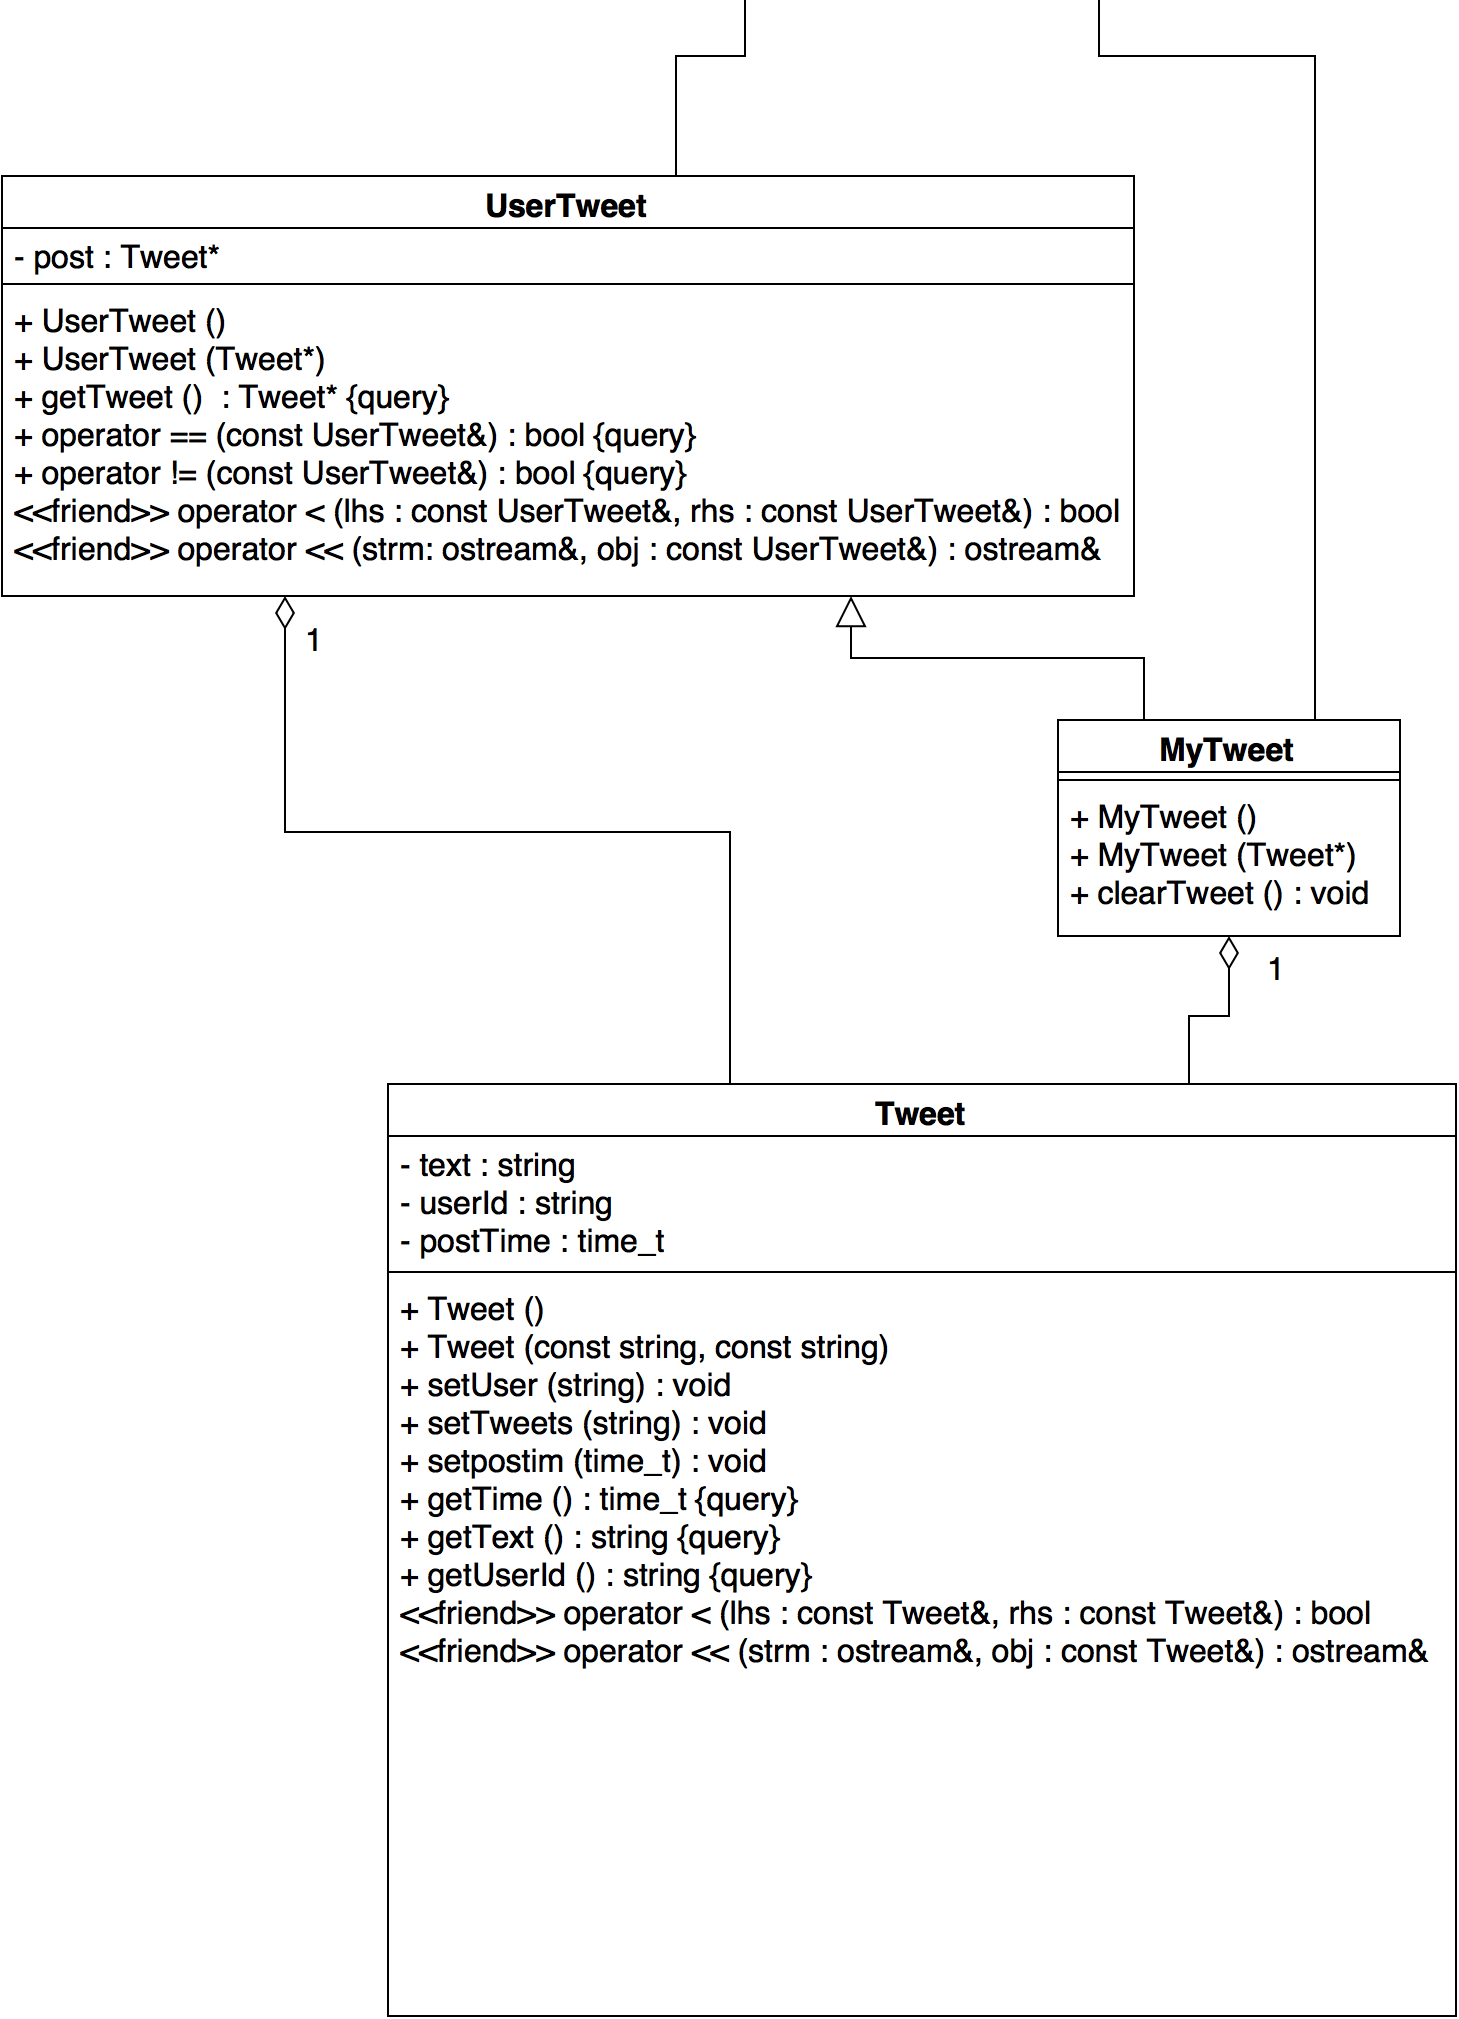 UserTweet
- post : Tweet*
+ UserTweet ()
+ UserTweet (Tweet*)
+ getTweet ()  : Tweet* {query}
+ operator == (const UserTweet&) : bool {query}
+ operator != (const UserTweet&) : bool {query}
<<friend>> operator < (lhs : const UserTweet&, rhs : const UserTweet&) : bool
<<friend>> operator << (strm: ostream&, obj : const UserTweet&) : ostream&
1
MyTweet
+ MyTweet ()
+ MyTweet (Tweet*)
+ clearTweet () : void
1
Tweet
- text : string
- userId : string
- postTime : time_t
+ Tweet ()
+ Tweet (const string, const string)
+ setUser (string) : void
+ setTweets (string) : void
+ setpostim (time_t) : void
+ getTime () : time_t {query}
+ getText () : string {query}
+ getUserId () : string {query}
<<friend>> operator < (lhs : const Tweet&, rhs : const Tweet&) : bool
<<friend>> operator << (strm : ostream&, obj : const Tweet&) : ostream&